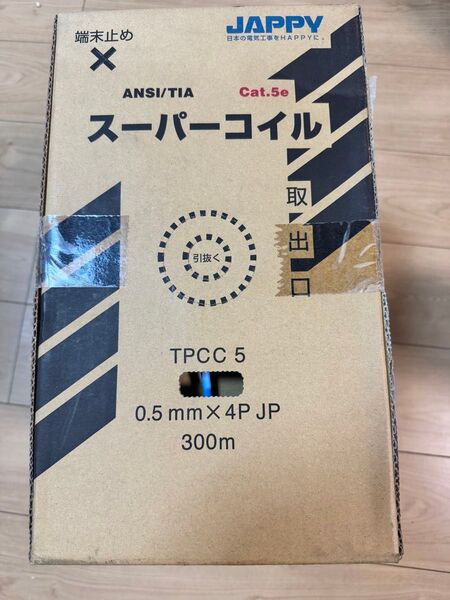 端末止め
JAPPY
日本の電気工事をHAPPYに。
ANSI/TIA Cat.5e
スーパーコイル
取出口
引抜く
TPCC 5
0.5 mm×4P JP
300m